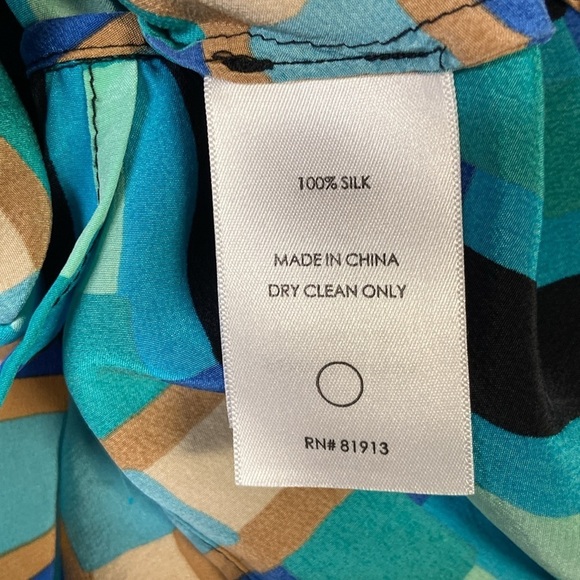 100% SILK
MADE IN CHINA
DRY CLEAN ONLY
RN# 81913